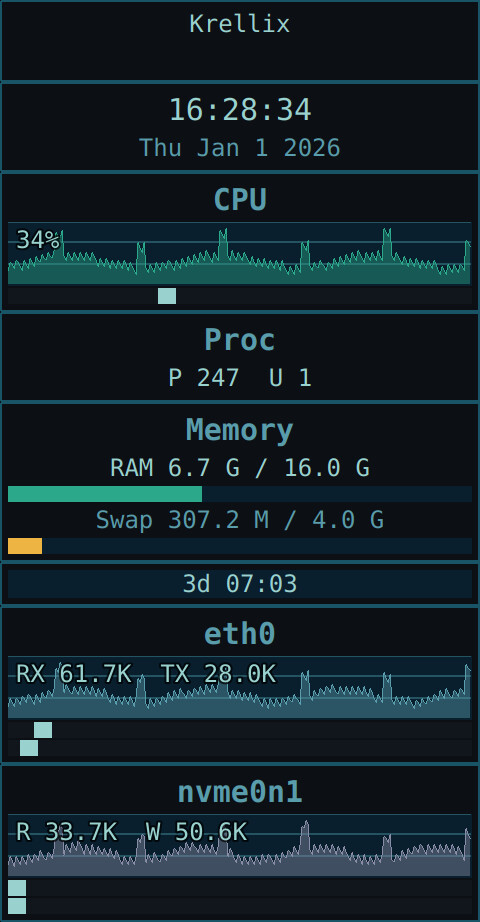 Krellix
16:28:34
Thu Jan 1 2026
CPU
34%
Proc
P 247  U 1
Memory
RAM 6.7 G / 16.0 G
Swap 307.2 M / 4.0 G
3d 07:03
eth0
RX 61.7K  TX 28.0K
nvme0n1
R 33.7K  W 50.6K